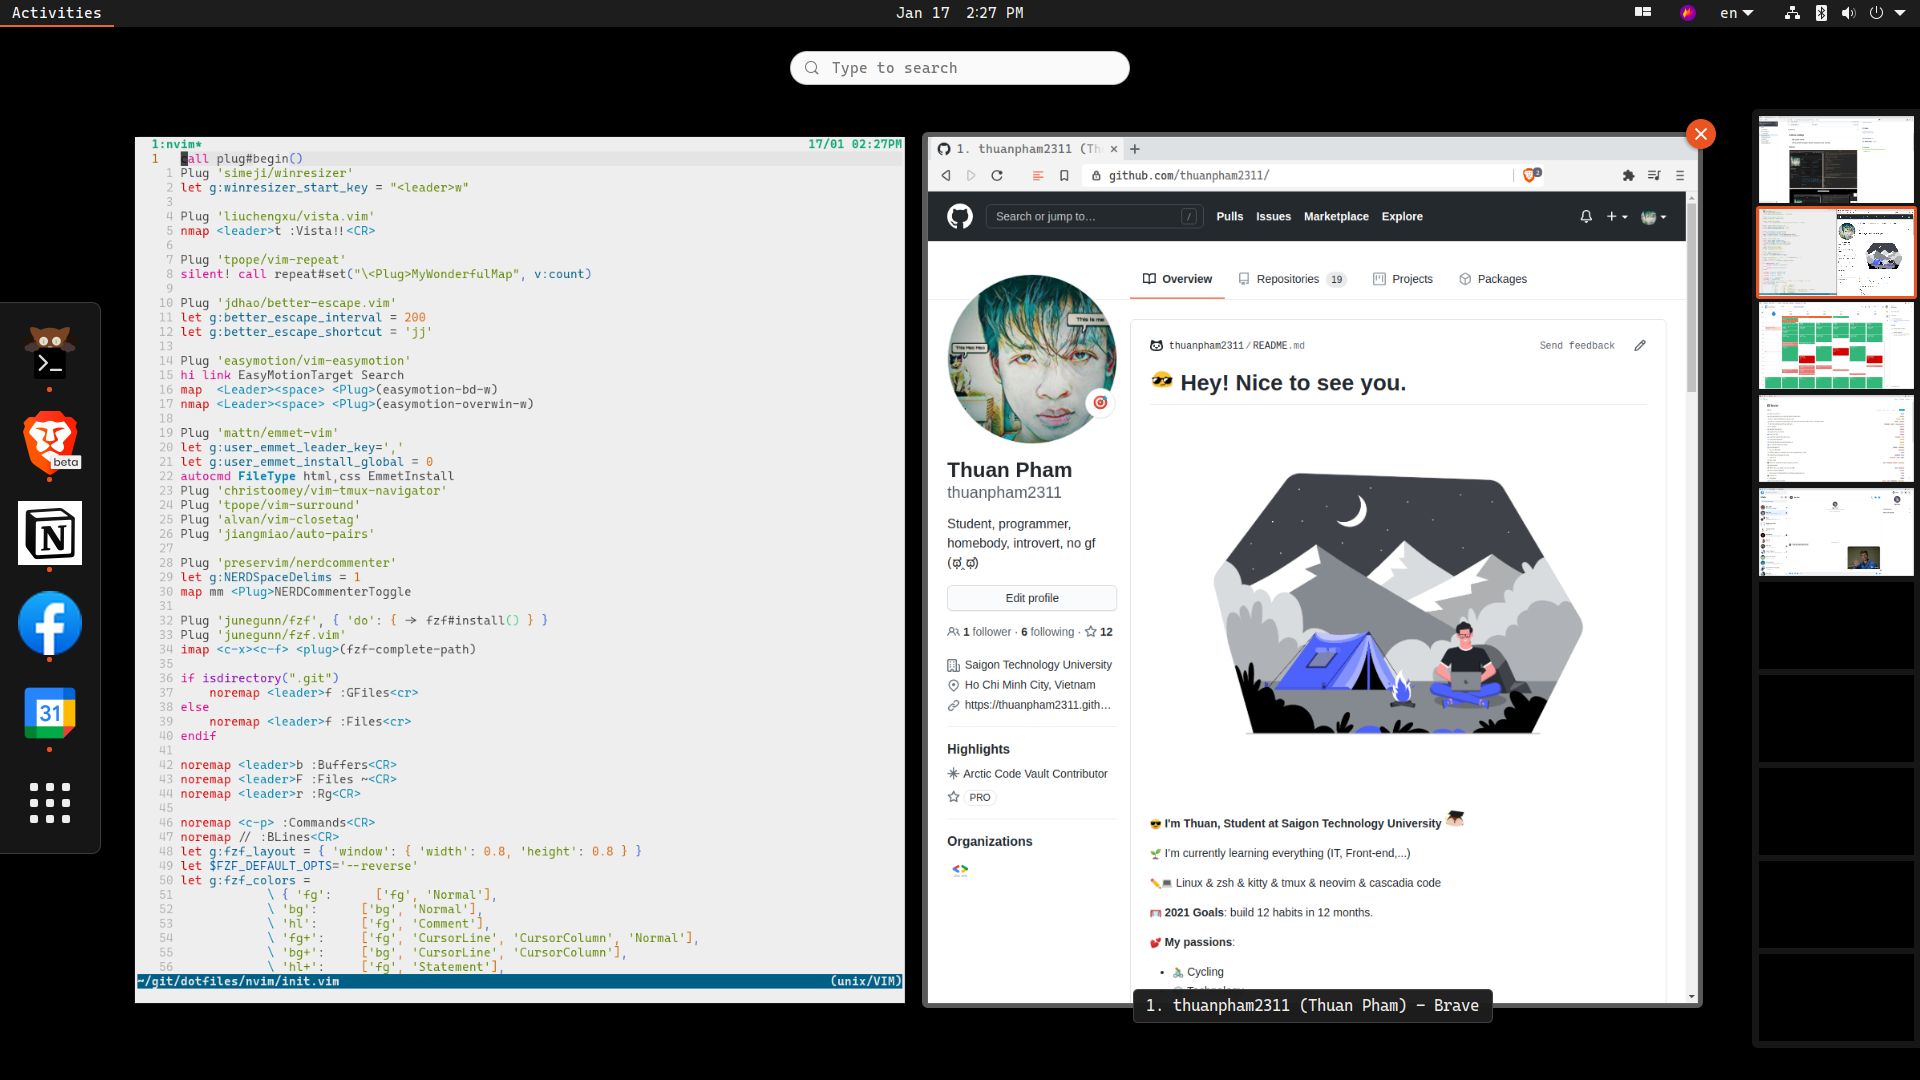 Activities
Jan 17  2:27 PM
en
Type to search
1:nvim*
17/01 02:27PM
1 call plug#begin()
1 Plug 'simeji/winresizer'
2 let g:winresizer_start_key = "<leader>w"
3
4 Plug 'liuchengxu/vista.vim'
5 nmap <leader>t :Vista!!<CR>
6
7 Plug 'tpope/vim-repeat'
8 silent! call repeat#set("\<Plug>MyWonderfulMap", v:count)
9
10 Plug 'jdhao/better-escape.vim'
11 let g:better_escape_interval = 200
12 let g:better_escape_shortcut = 'jj'
13
14 Plug 'easymotion/vim-easymotion'
15 hi link EasyMotionTarget Search
16 map  <Leader><space> <Plug>(easymotion-bd-w)
17 nmap <Leader><space> <Plug>(easymotion-overwin-w)
18
19 Plug 'mattn/emmet-vim'
20 let g:user_emmet_leader_key=','
21 let g:user_emmet_install_global = 0
22 autocmd FileType html,css EmmetInstall
23 Plug 'christoomey/vim-tmux-navigator'
24 Plug 'tpope/vim-surround'
25 Plug 'alvan/vim-closetag'
26 Plug 'jiangmiao/auto-pairs'
27
28 Plug 'preservim/nerdcommenter'
29 let g:NERDSpaceDelims = 1
30 map mm <Plug>NERDCommenterToggle
31
32 Plug 'junegunn/fzf', { 'do': { -> fzf#install() } }
33 Plug 'junegunn/fzf.vim'
34 imap <c-x><c-f> <plug>(fzf-complete-path)
35
36 if isdirectory(".git")
37     noremap <leader>f :GFiles<cr>
38 else
39     noremap <leader>f :Files<cr>
40 endif
41
42 noremap <leader>b :Buffers<CR>
43 noremap <leader>F :Files ~<CR>
44 noremap <leader>r :Rg<CR>
45
46 noremap <c-p> :Commands<CR>
47 noremap // :BLines<CR>
48 let g:fzf_layout = { 'window': { 'width': 0.8, 'height': 0.8 } }
49 let $FZF_DEFAULT_OPTS='--reverse'
50 let g:fzf_colors =
51 \ { 'fg':      ['fg', 'Normal'],
52 \ 'bg':      ['bg', 'Normal'],
53 \ 'hl':      ['fg', 'Comment'],
54 \ 'fg+':     ['fg', 'CursorLine', 'CursorColumn', 'Normal'],
55 \ 'bg+':     ['bg', 'CursorLine', 'CursorColumn'],
56 \ 'hl+':     ['fg', 'Statement'],
~/git/dotfiles/nvim/init.vim
(unix/VIM)
1. thuanpham2311 (Th
github.com/thuanpham2311/
2
Search or jump to… /
Pulls Issues Marketplace Explore
Overview Repositories 19 Projects Packages
This is me
Thuan Pham
thuanpham2311
Student, programmer,
homebody, introvert, no gf
Edit profile
1 follower · 6 following · 12
Saigon Technology University
Ho Chi Minh City, Vietnam
https://thuanpham2311.gith…
Highlights
Arctic Code Vault Contributor
PRO
Organizations
thuanpham2311/README.md
Send feedback
😎 Hey! Nice to see you.
😎 I'm Thuan, Student at Saigon Technology University
🌱 I'm currently learning everything (IT, Front-end,...)
✏️💻 Linux & zsh & kitty & tmux & neovim & cascadia code
🥅 2021 Goals: build 12 habits in 12 months.
💕 My passions:
• 🚴 Cycling
1. thuanpham2311 (Thuan Pham) – Brave
beta
N
31